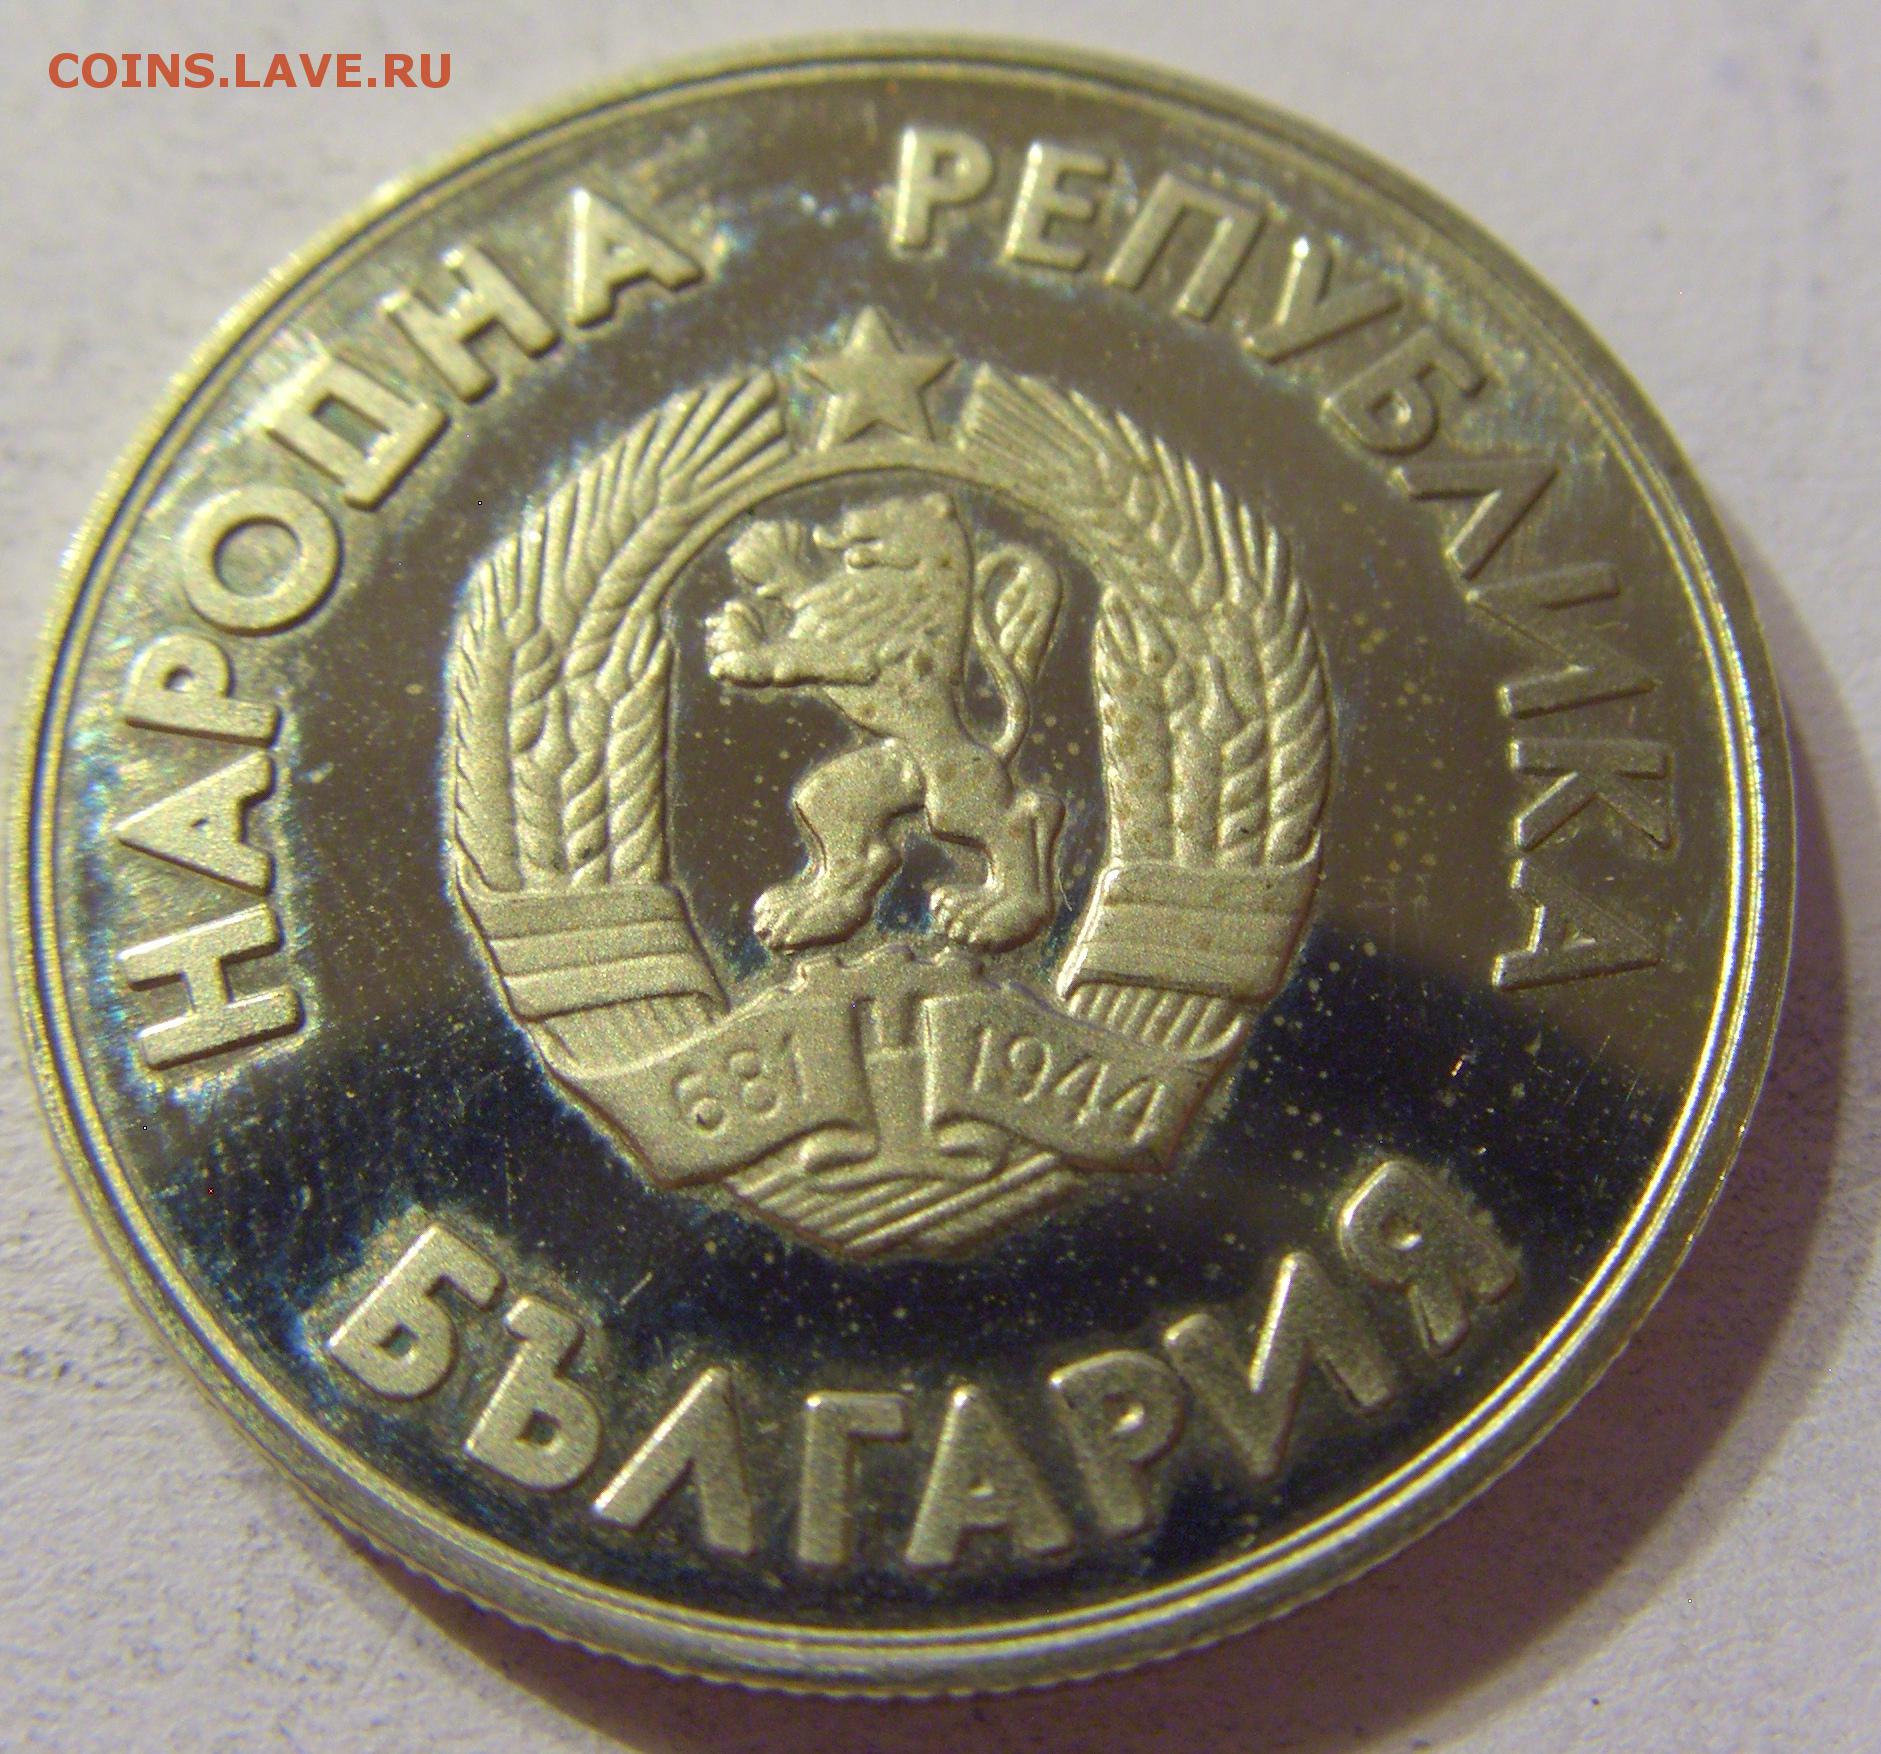 COINS.LAVE.RU
НАРОДНА РЕПУБЛИКА
681 1944
БЪЛГАРИЯ